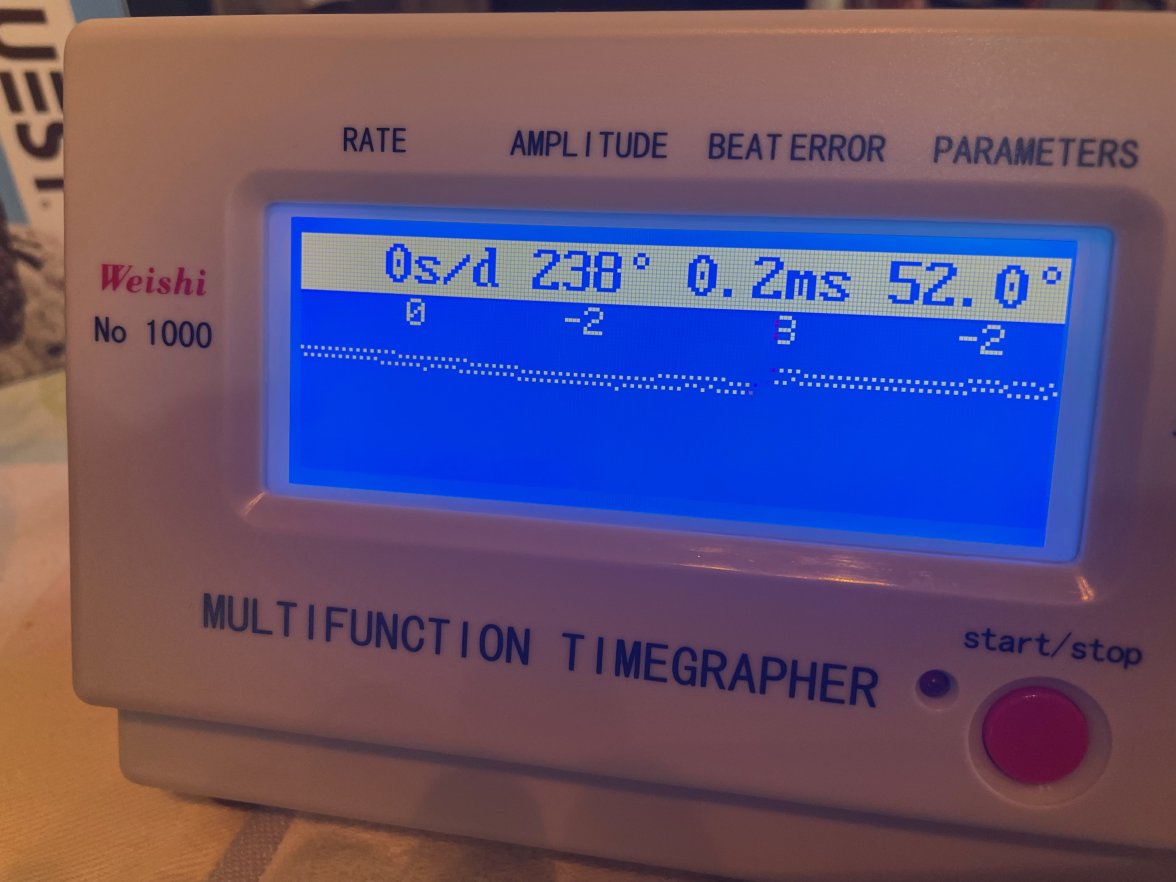 UEST.
RATE AMPLITUDE BEAT ERROR PARAMETERS
0s/d 238° 0.2ms 52.0°
0 -2 3 -2
Weishi
No 1000
MULTIFUNCTION TIMEGRAPHER
start/stop